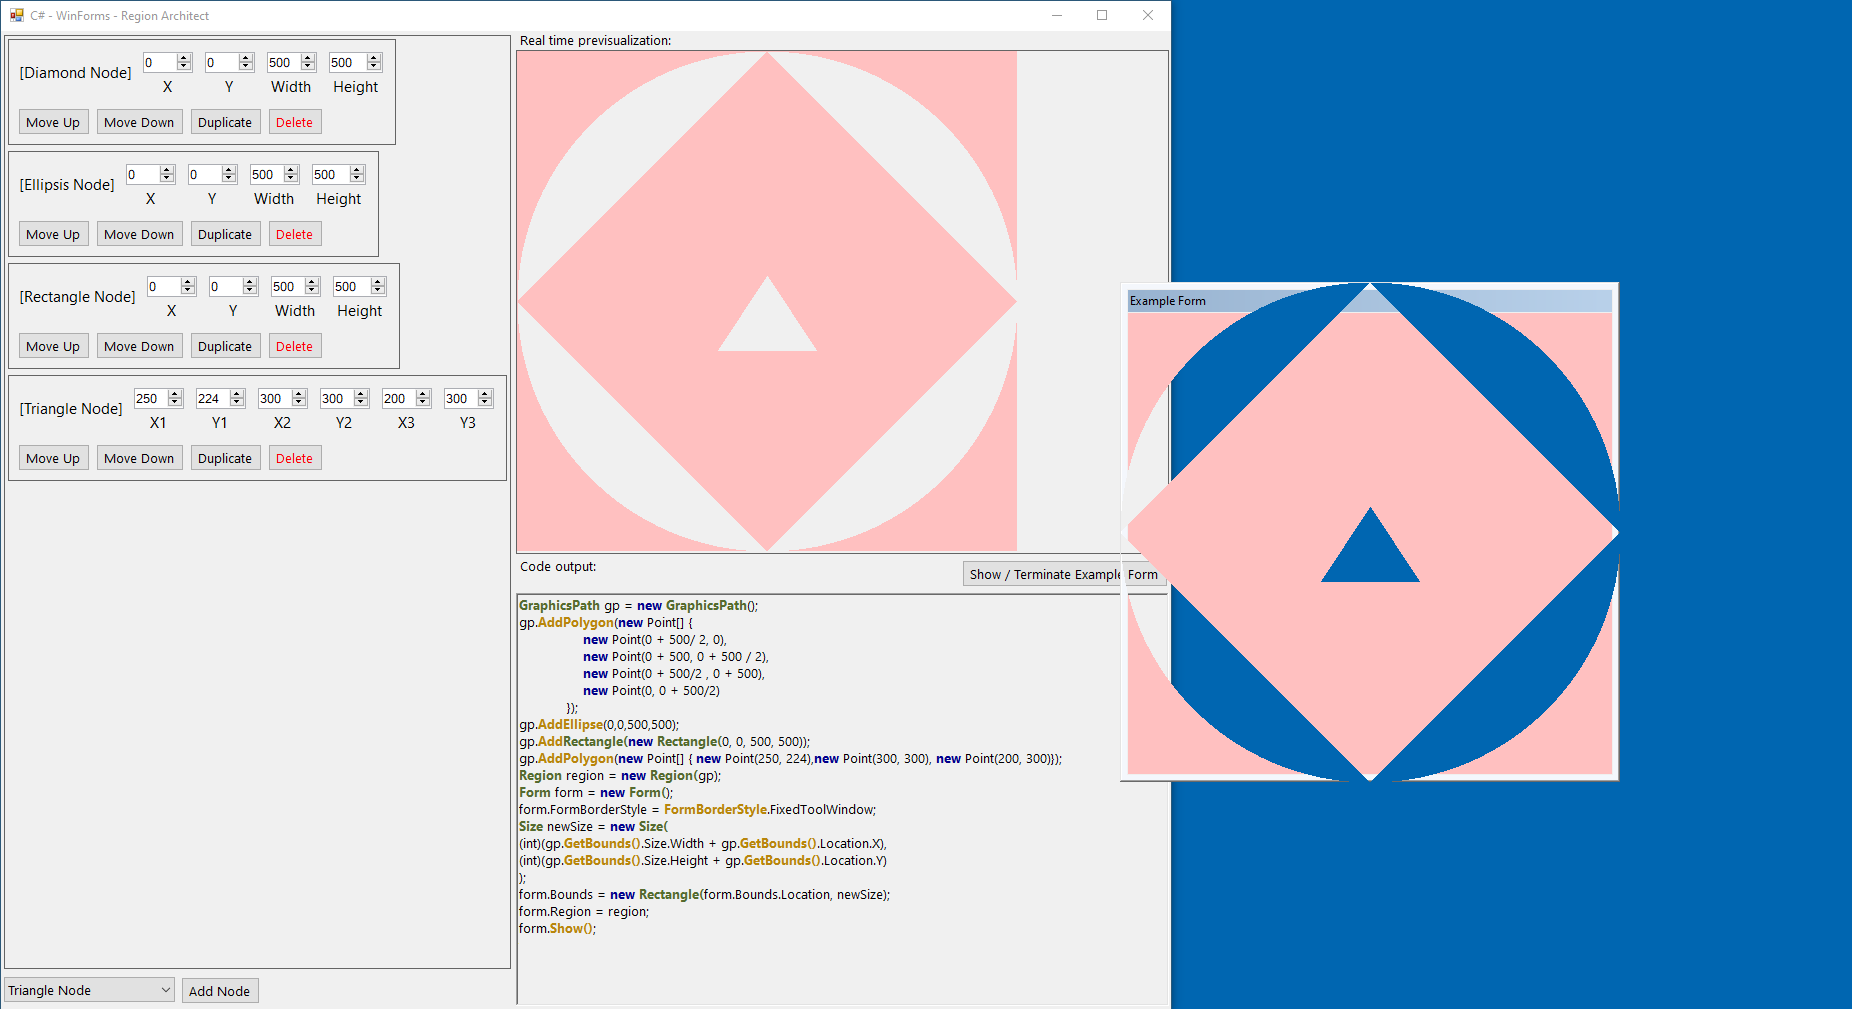 C# - WinForms - Region Architect
[Diamond Node] 0 0 500 500
X Y Width Height
Move Up Move Down Duplicate Delete
[Ellipsis Node] 0 0 500 500
X Y Width Height
Move Up Move Down Duplicate Delete
[Rectangle Node] 0 0 500 500
X Y Width Height
Move Up Move Down Duplicate Delete
[Triangle Node] 250 224 300 300 200 300
X1 Y1 X2 Y2 X3 Y3
Move Up Move Down Duplicate Delete
Triangle Node Add Node
Real time previsualization:
Example Form
Code output:
Show / Terminate Example Form
GraphicsPath gp = new GraphicsPath();
gp.AddPolygon(new Point[] {
new Point(0 + 500/ 2, 0),
new Point(0 + 500, 0 + 500 / 2),
new Point(0 + 500/2 , 0 + 500),
new Point(0, 0 + 500/2)
});
gp.AddEllipse(0,0,500,500);
gp.AddRectangle(new Rectangle(0, 0, 500, 500));
gp.AddPolygon(new Point[] { new Point(250, 224),new Point(300, 300), new Point(200, 300)});
Region region = new Region(gp);
Form form = new Form();
form.FormBorderStyle = FormBorderStyle.FixedToolWindow;
Size newSize = new Size(
(int)(gp.GetBounds().Size.Width + gp.GetBounds().Location.X),
(int)(gp.GetBounds().Size.Height + gp.GetBounds().Location.Y)
);
form.Bounds = new Rectangle(form.Bounds.Location, newSize);
form.Region = region;
form.Show();